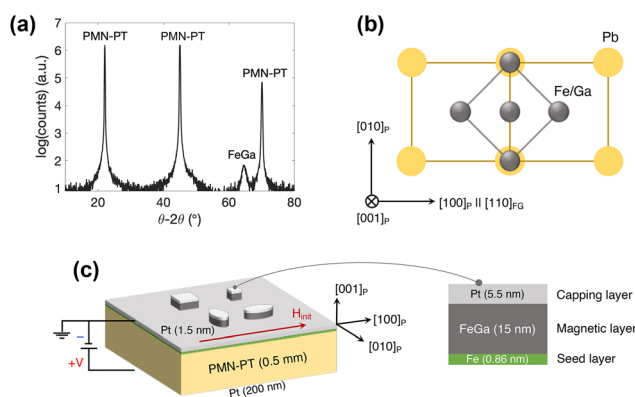 (a)
7
6
5
4
3
2
1
log(counts) (a.u.)
PMN-PT
PMN-PT
PMN-PT
FeGa
20
40
60
80
θ-2θ (°)
(b)
Pb
Fe/Ga
[010]P
[001]P
[100]P II [110]FG
(c)
Pt (1.5 nm)
Hinit
[001]P
[100]P
[010]P
–
+V
PMN-PT (0.5 mm)
Pt (200 nm)
Pt (5.5 nm)
Capping layer
FeGa (15 nm)
Magnetic layer
Fe (0.86 nm)
Seed layer